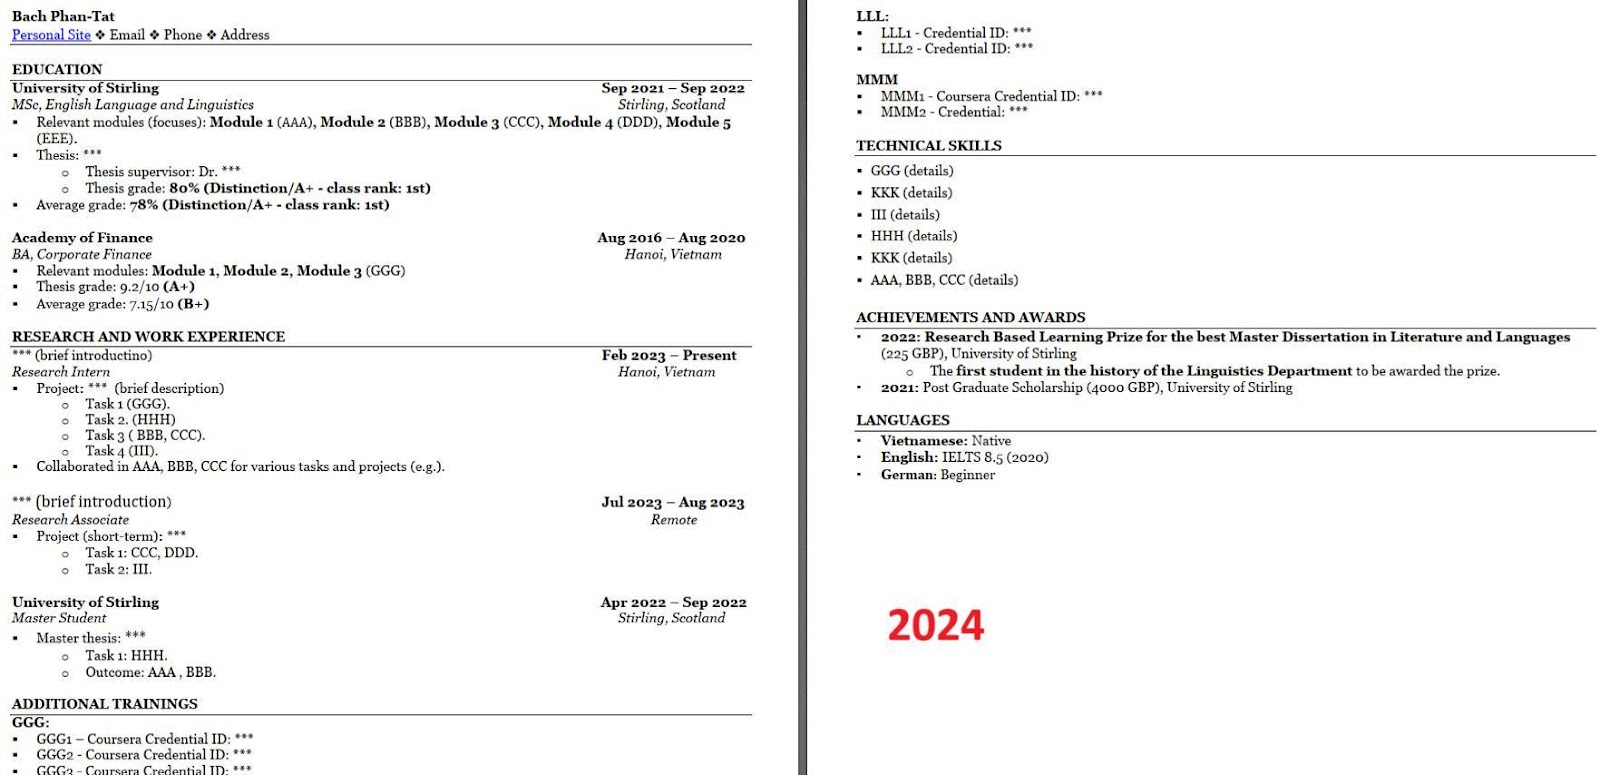 Bach Phan-Tat
Personal Site ❖ Email ❖ Phone ❖ Address
EDUCATION
University of Stirling Sep 2021 – Sep 2022
MSc, English Language and Linguistics Stirling, Scotland
▪ Relevant modules (focuses): Module 1 (AAA), Module 2 (BBB), Module 3 (CCC), Module 4 (DDD), Module 5
(EEE).
▪ Thesis: ***
o Thesis supervisor: Dr. ***
o Thesis grade: 80% (Distinction/A+ - class rank: 1st)
▪ Average grade: 78% (Distinction/A+ - class rank: 1st)
Academy of Finance Aug 2016 – Aug 2020
BA, Corporate Finance Hanoi, Vietnam
▪ Relevant modules: Module 1, Module 2, Module 3 (GGG)
▪ Thesis grade: 9.2/10 (A+)
▪ Average grade: 7.15/10 (B+)
RESEARCH AND WORK EXPERIENCE
*** (brief introductino) Feb 2023 – Present
Research Intern Hanoi, Vietnam
▪ Project: *** (brief description)
o Task 1 (GGG).
o Task 2. (HHH)
o Task 3 ( BBB, CCC).
o Task 4 (III).
▪ Collaborated in AAA, BBB, CCC for various tasks and projects (e.g.).
*** (brief introduction) Jul 2023 – Aug 2023
Research Associate Remote
▪ Project (short-term): ***
o Task 1: CCC, DDD.
o Task 2: III.
University of Stirling Apr 2022 – Sep 2022
Master Student Stirling, Scotland
▪ Master thesis: ***
o Task 1: HHH.
o Outcome: AAA , BBB.
ADDITIONAL TRAININGS
GGG:
▪ GGG1 – Coursera Credential ID: ***
▪ GGG2 - Coursera Credential ID: ***
▪ GGG3 - Coursera Credential ID: ***
LLL:
▪ LLL1 - Credential ID: ***
▪ LLL2 - Credential ID: ***
MMM
▪ MMM1 - Coursera Credential ID: ***
▪ MMM2 - Credential: ***
TECHNICAL SKILLS
▪ GGG (details)
▪ KKK (details)
▪ III (details)
▪ HHH (details)
▪ KKK (details)
▪ AAA, BBB, CCC (details)
ACHIEVEMENTS AND AWARDS
▪ 2022: Research Based Learning Prize for the best Master Dissertation in Literature and Languages
(225 GBP), University of Stirling
o The first student in the history of the Linguistics Department to be awarded the prize.
▪ 2021: Post Graduate Scholarship (4000 GBP), University of Stirling
LANGUAGES
▪ Vietnamese: Native
▪ English: IELTS 8.5 (2020)
▪ German: Beginner
2024